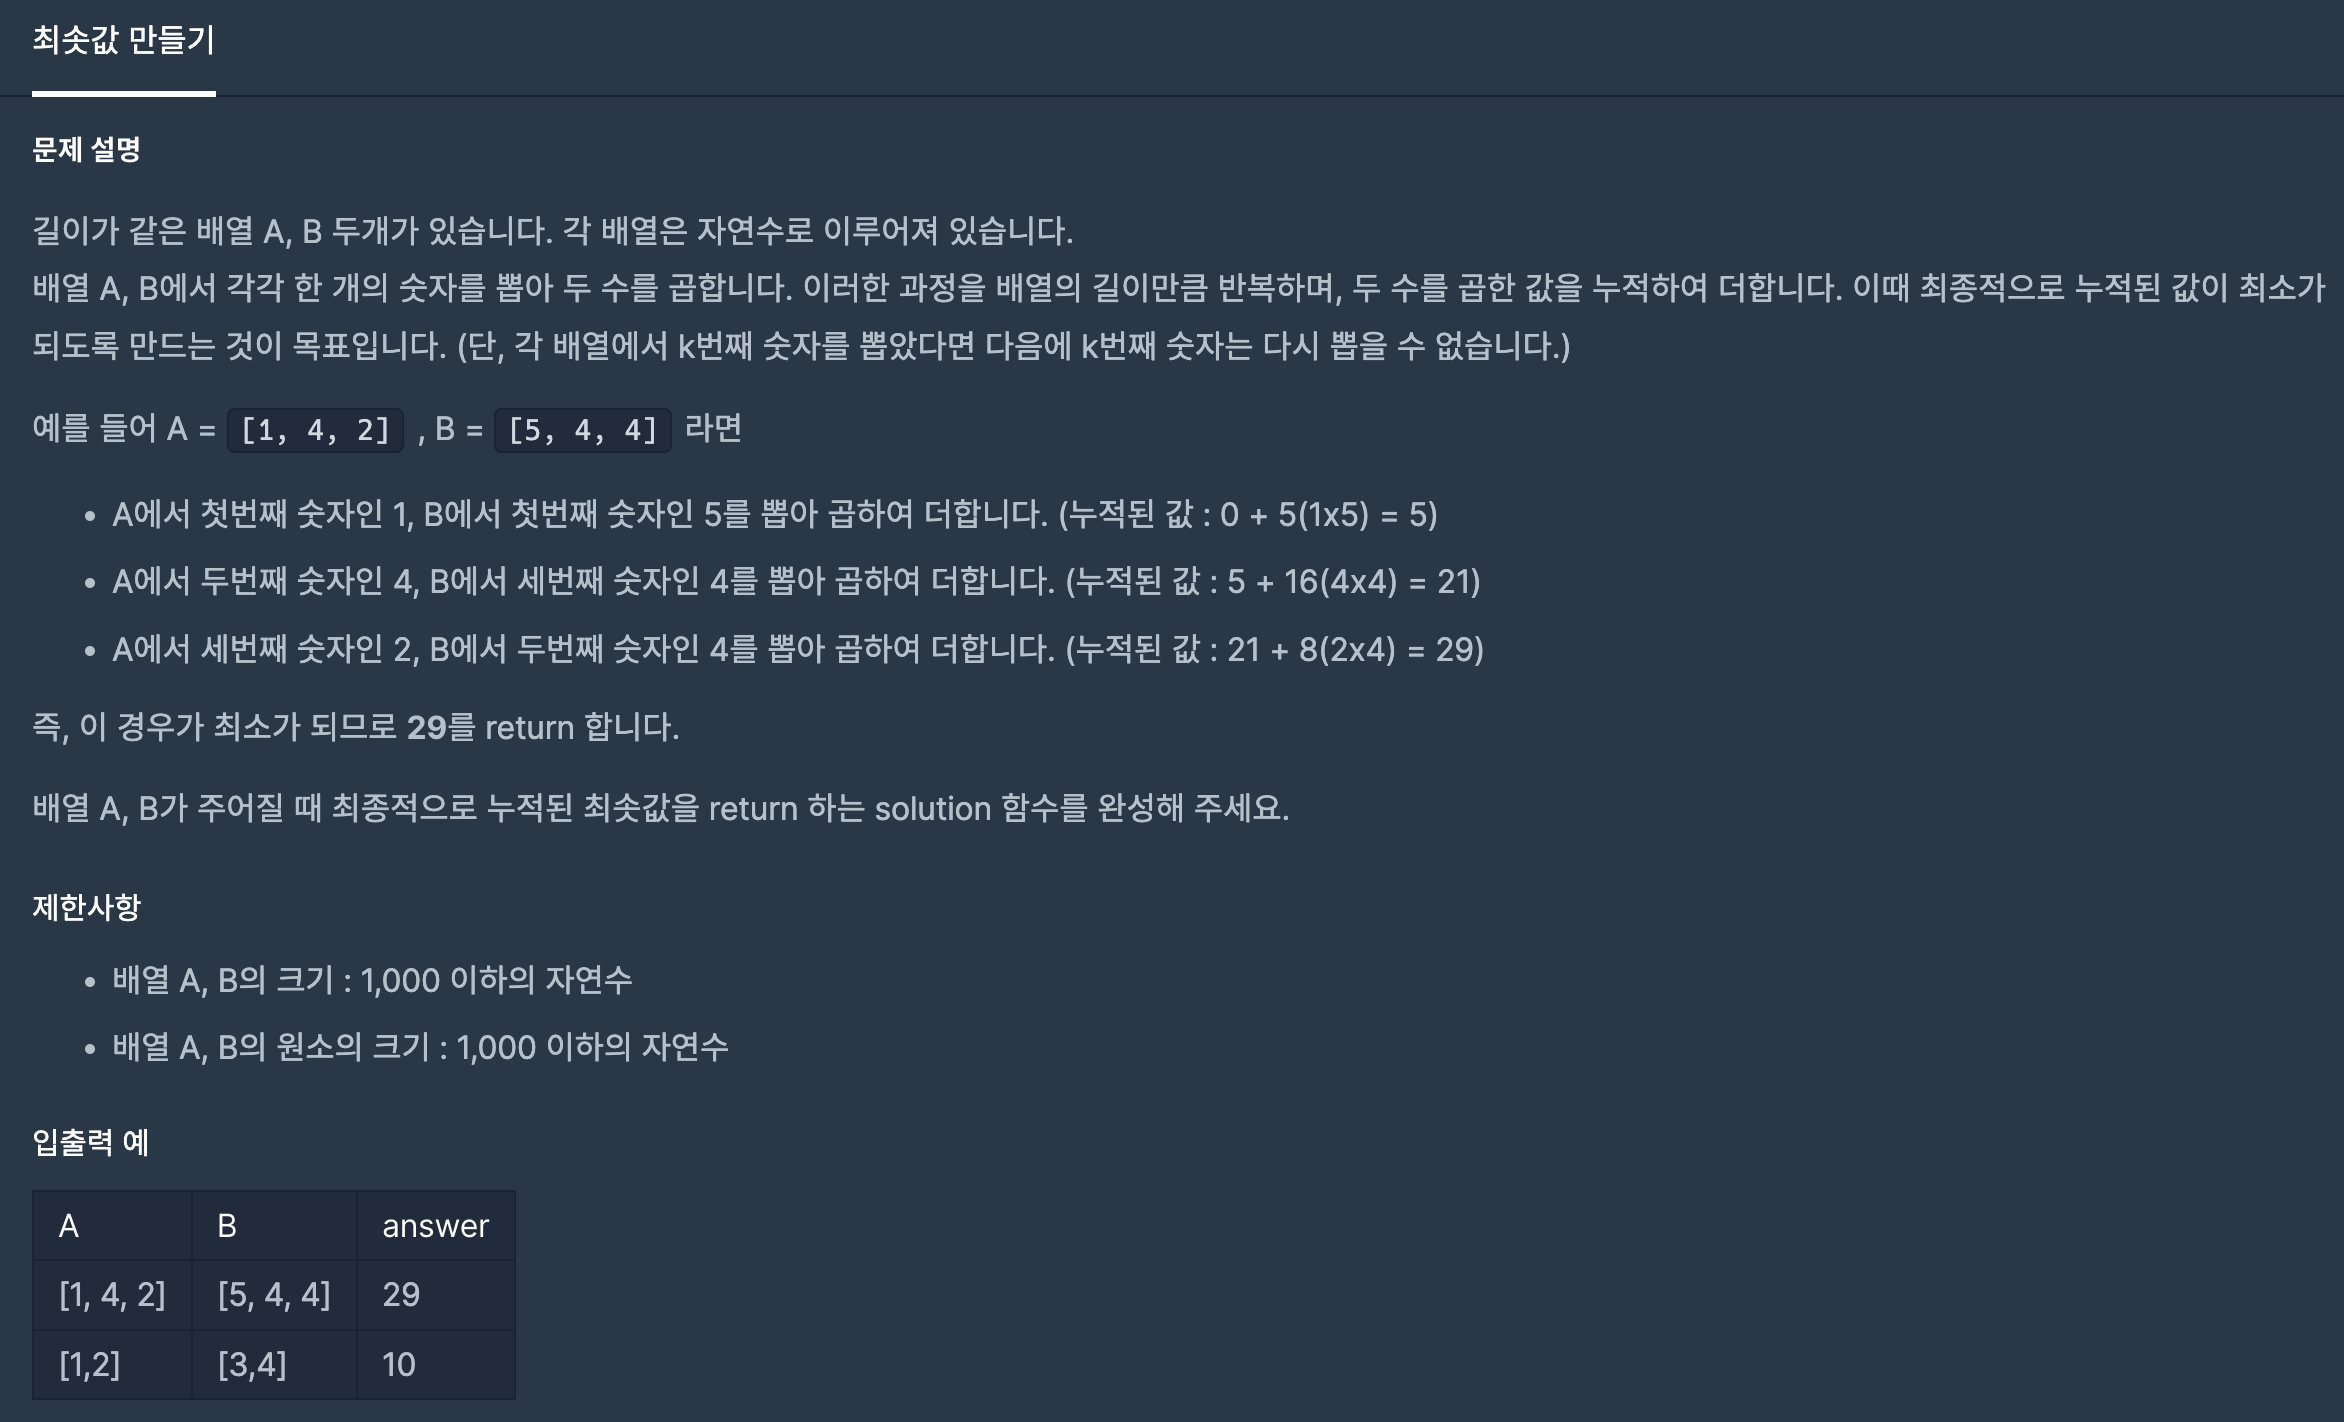 최솟값 만들기
문제 설명
길이가 같은 배열 A, B 두개가 있습니다. 각 배열은 자연수로 이루어져 있습니다.
배열 A, B에서 각각 한 개의 숫자를 뽑아 두 수를 곱합니다. 이러한 과정을 배열의 길이만큼 반복하며, 두 수를 곱한 값을 누적하여 더합니다. 이때 최종적으로 누적된 값이 최소가
되도록 만드는 것이 목표입니다. (단, 각 배열에서 k번째 숫자를 뽑았다면 다음에 k번째 숫자는 다시 뽑을 수 없습니다.)
예를 들어 A = [1, 4, 2] , B = [5, 4, 4] 라면
• A에서 첫번째 숫자인 1, B에서 첫번째 숫자인 5를 뽑아 곱하여 더합니다. (누적된 값 : 0 + 5(1x5) = 5)
• A에서 두번째 숫자인 4, B에서 세번째 숫자인 4를 뽑아 곱하여 더합니다. (누적된 값 : 5 + 16(4x4) = 21)
• A에서 세번째 숫자인 2, B에서 두번째 숫자인 4를 뽑아 곱하여 더합니다. (누적된 값 : 21 + 8(2x4) = 29)
즉, 이 경우가 최소가 되므로 29를 return 합니다.
배열 A, B가 주어질 때 최종적으로 누적된 최솟값을 return 하는 solution 함수를 완성해 주세요.
제한사항
• 배열 A, B의 크기 : 1,000 이하의 자연수
• 배열 A, B의 원소의 크기 : 1,000 이하의 자연수
입출력 예
A B answer
[1, 4, 2] [5, 4, 4] 29
[1,2] [3,4] 10